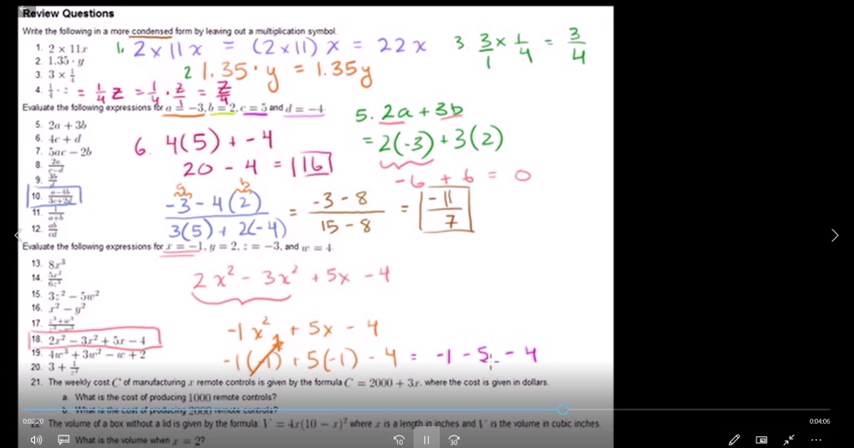 Review Questions
Write the following in a more condensed form by leaving out a multiplication symbol.
1. 2 × 11x
2. 1.35 · y
3. 3 × 1/4
4. 1/4 · z
1. 2 × 11x = (2 × 11) x = 22x
3 3/1 × 1/4 = 3/4
2 1.35 · y = 1.35y
= 1/4 z = 1/4 · z/1 = z/4
Evaluate the following expressions for a = −3, b = 2, c = 5 and d = −4.
5. 2a + 3b
6. 4c + d
7. 5ac − 2b
8. 2a/(c−d)
9. 3b/d
10. (a−4b)/(3c+2d)
11. 1/(a+b)
12. ab/cd
5. 2a + 3b
= 2(-3) + 3(2)
-6 + 6 = 0
6. 4(5) + -4
20 - 4 = 16
a b
(-3 - 4(2))/(3(5) + 2(-4)) = (-3 - 8)/(15 - 8) = -11/7
Evaluate the following expressions for x = −1, y = 2, z = −3, and w = 4.
13. 8x³
14. 5x²/6z³
15. 3z² − 5w²
16. x² − y²
18. 2x² − 3x² + 5x − 4
19. 4w³ + 3w² − w + 2
20. 3 + 1/z²
2x² - 3x² + 5x - 4
-1x² + 5x - 4
-1(-1)² + 5(-1) - 4 = -1 - 5 - 4
21. The weekly cost C of manufacturing x remote controls is given by the formula C = 2000 + 3x, where the cost is given in dollars.
a. What is the cost of producing 1000 remote controls?
b. What is the cost of producing 2000 remote controls?
22. The volume of a box without a lid is given by the formula V = 4x(10 − x)² where x is a length in inches and V is the volume in cubic inches.
What is the volume when x = 2?
0:03:20
0:04:06
10
30